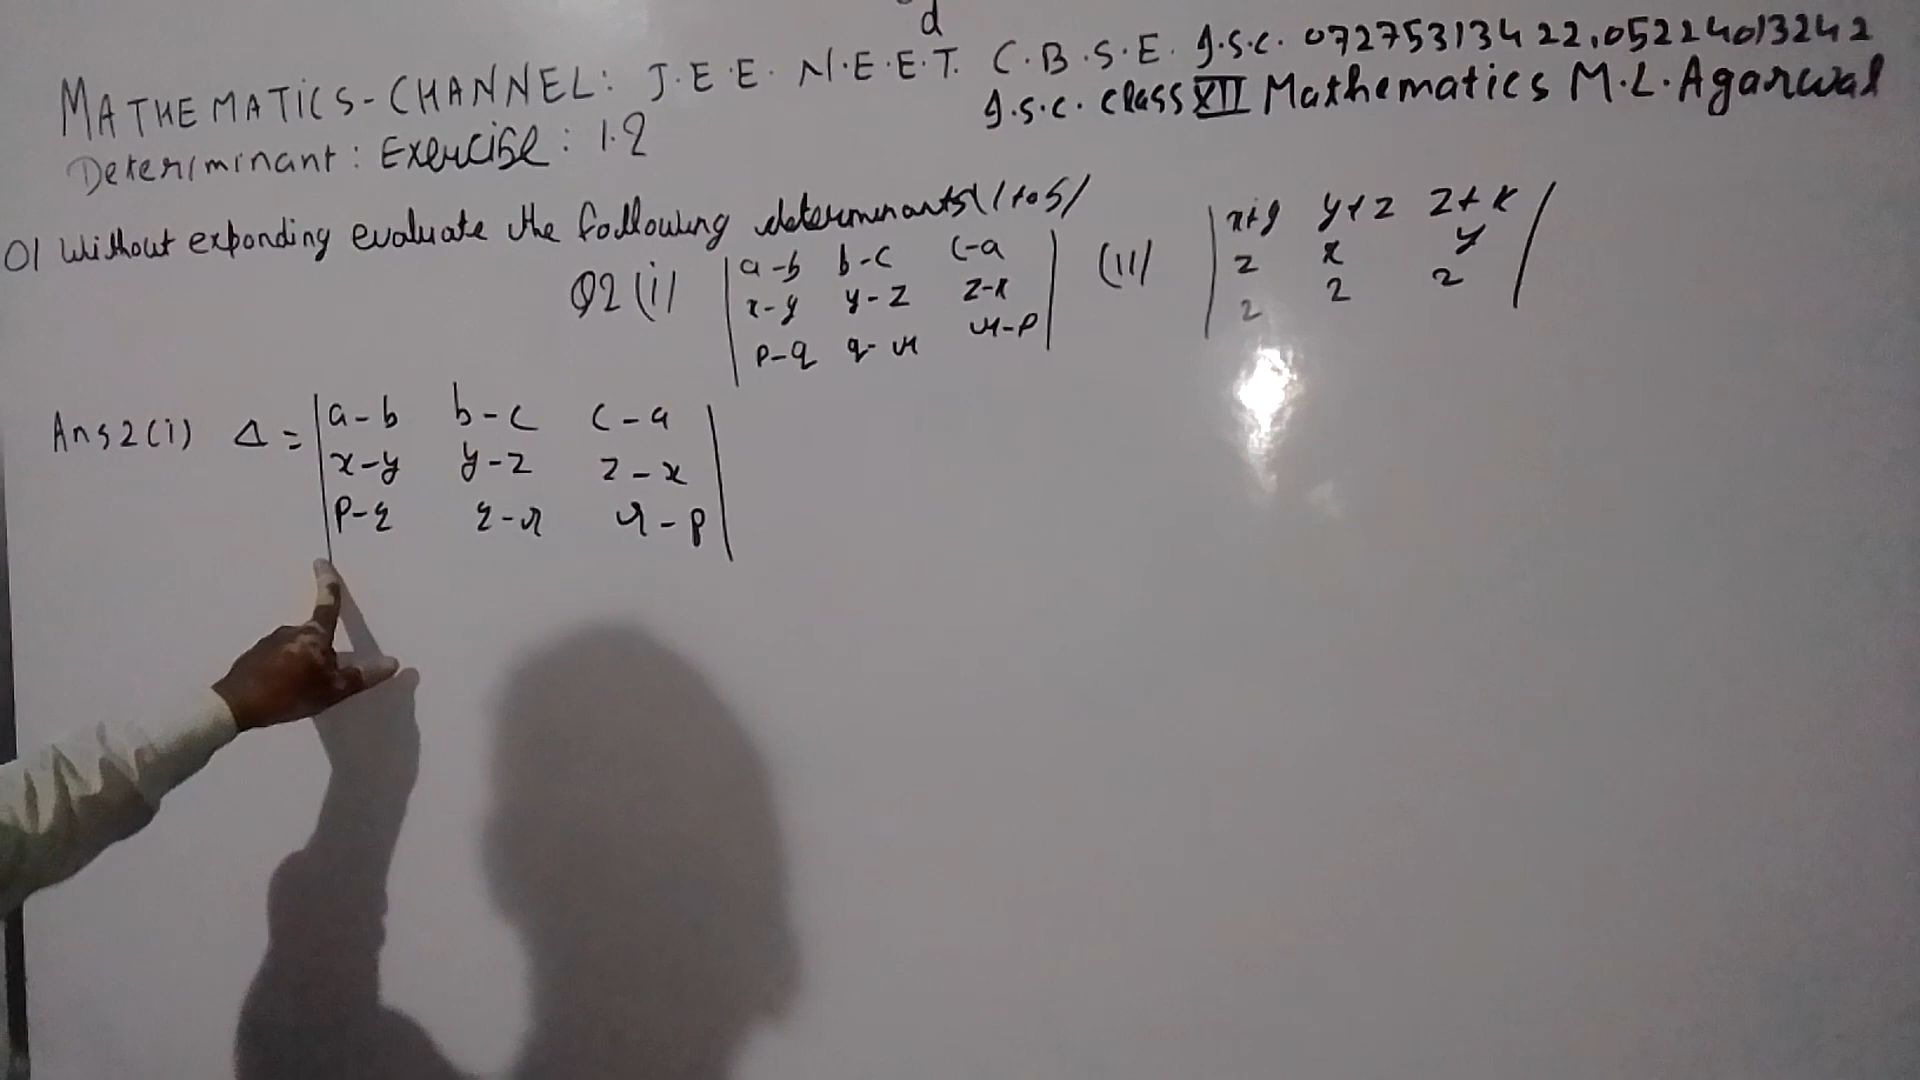 d
MATHEMATICS-CHANNEL: J.E.E. N.E.E.T. C.B.S.E. I.S.C. 07275313422, 05224013242
I.S.C. Class XII Mathematics M.L. Agarwal
Determinant: Exercise: 1.2
01 Without expanding evaluate the following determinants (1 to 5)
Q2 (i) | a-b b-c c-a |
| x-y y-z z-x |
| p-q q-r r-p |
(ii) | x+y y+z z+x |
| z x y |
| 2 2 2 |
Ans 2(i) Δ = | a-b b-c c-a |
| x-y y-z z-x |
| p-q q-r r-p |